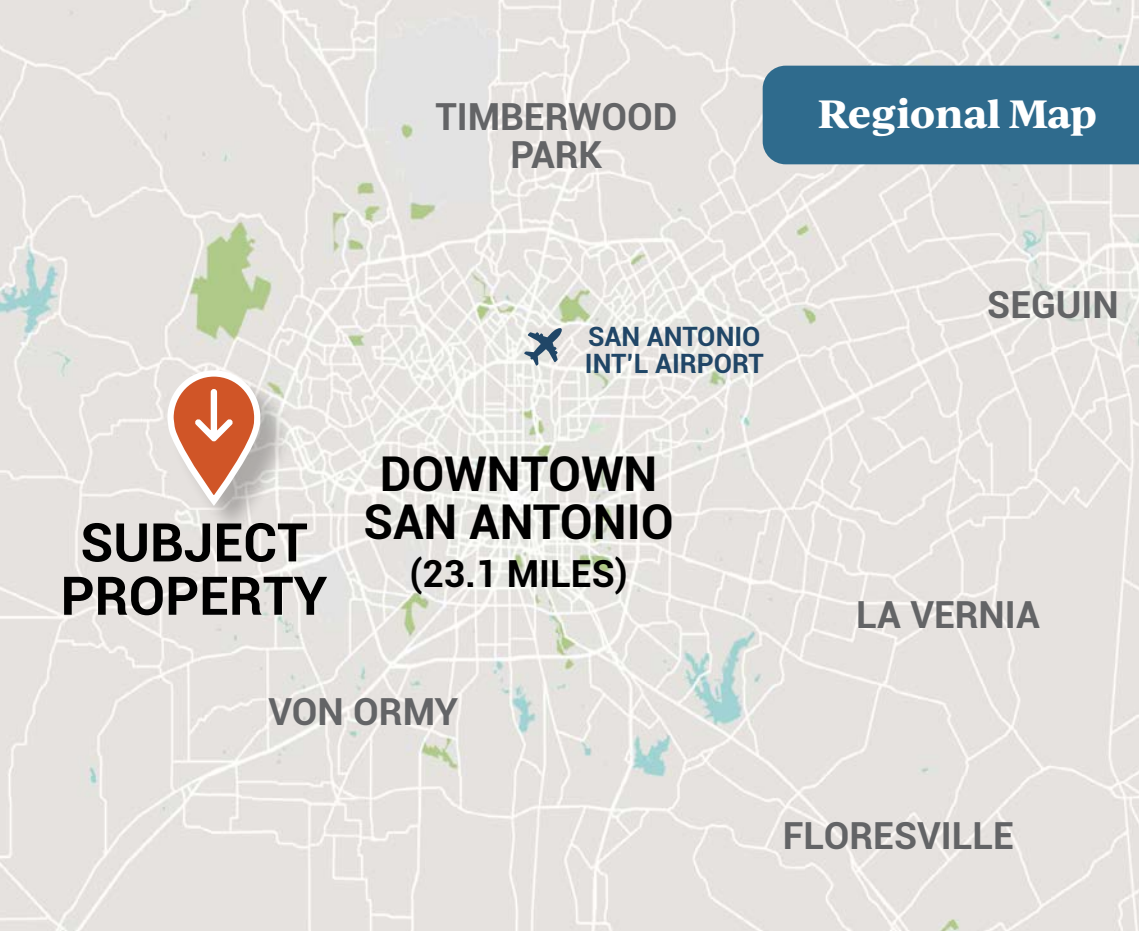 Regional Map
TIMBERWOOD
PARK
SEGUIN
SAN ANTONIO
INT'L AIRPORT
DOWNTOWN
SAN ANTONIO
(23.1 MILES)
SUBJECT
PROPERTY
LA VERNIA
VON ORMY
FLORESVILLE